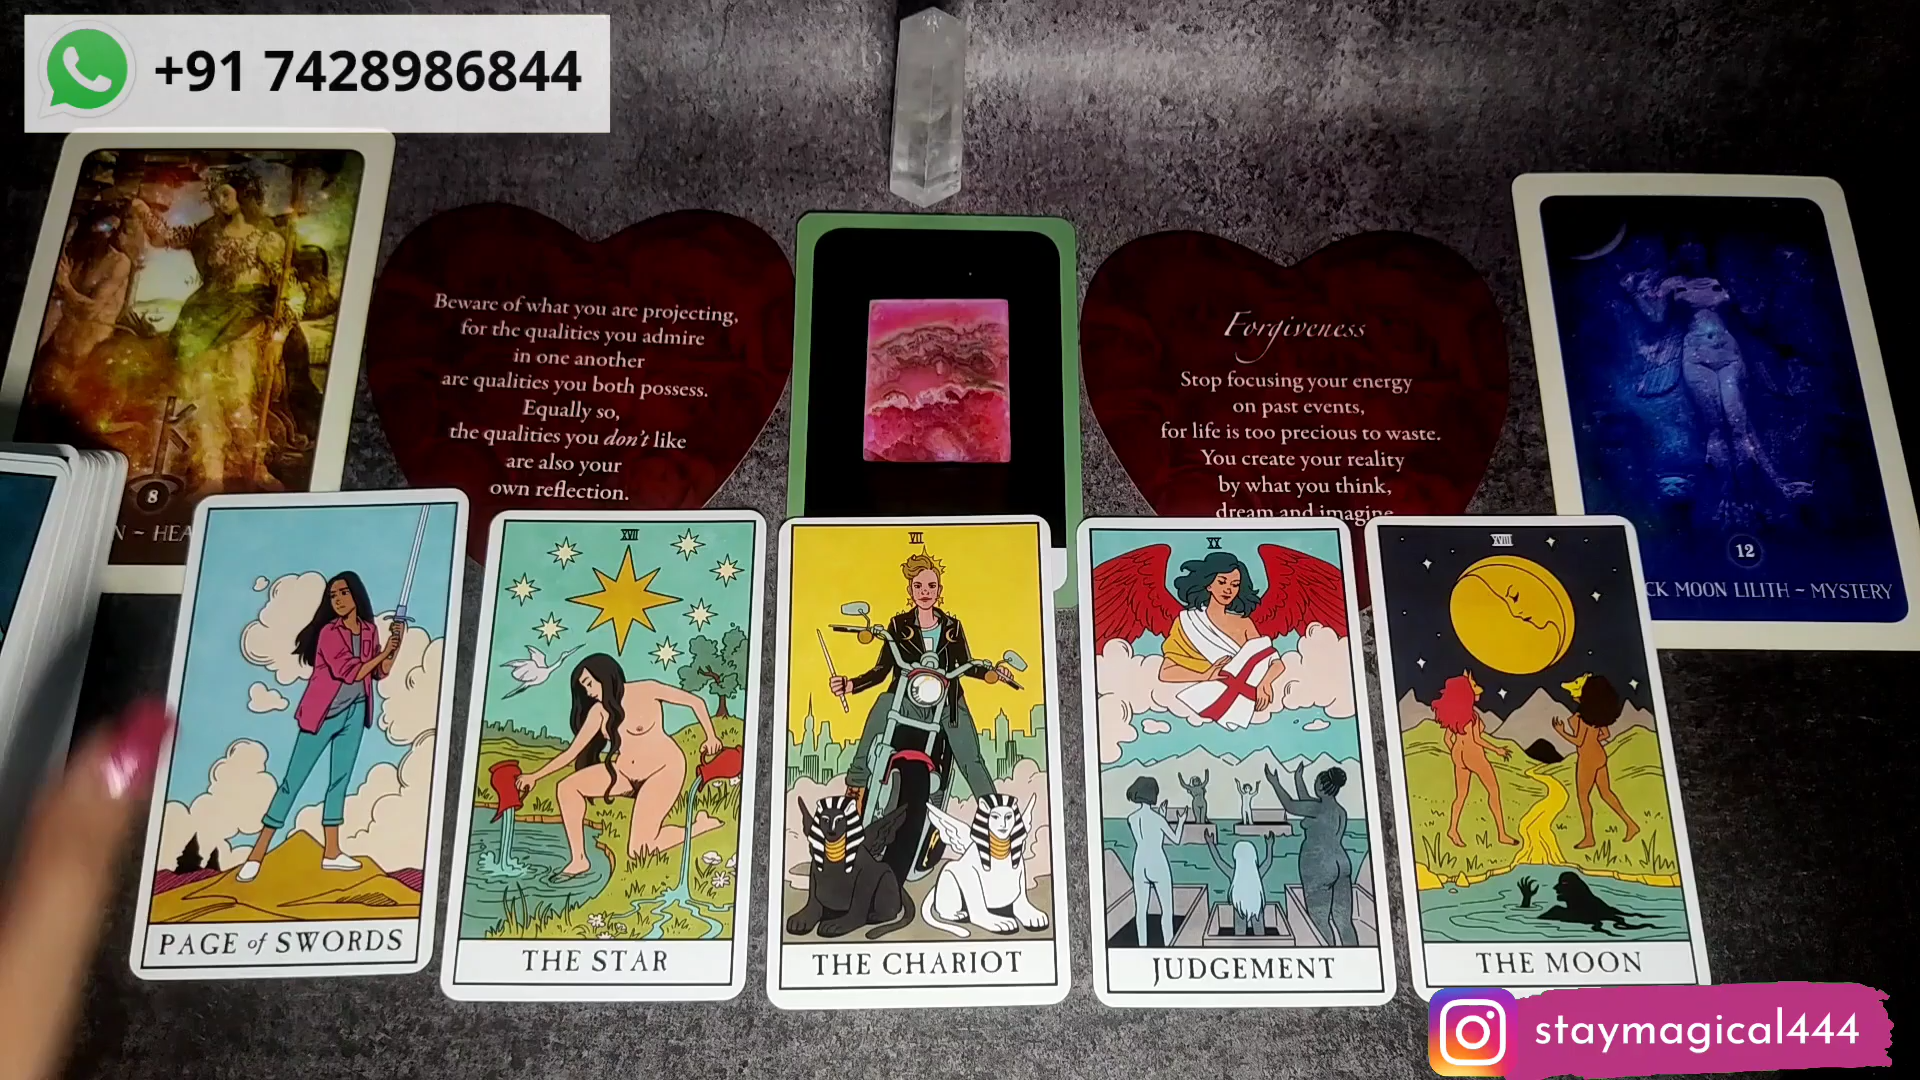 +91 7428986844
Beware of what you are projecting,
for the qualities you admire
in one another
are qualities you both possess.
Equally so,
the qualities you don't like
are also your
own reflection.
Forgiveness
Stop focusing your energy
on past events,
for life is too precious to waste.
You create your reality
by what you think,
dream and imagine
8
N ~ HEA
12
CK MOON LILITH ~ MYSTERY
PAGE of SWORDS
XVII
THE STAR
VII
THE CHARIOT
XX
JUDGEMENT
XVIII
THE MOON
staymagical444